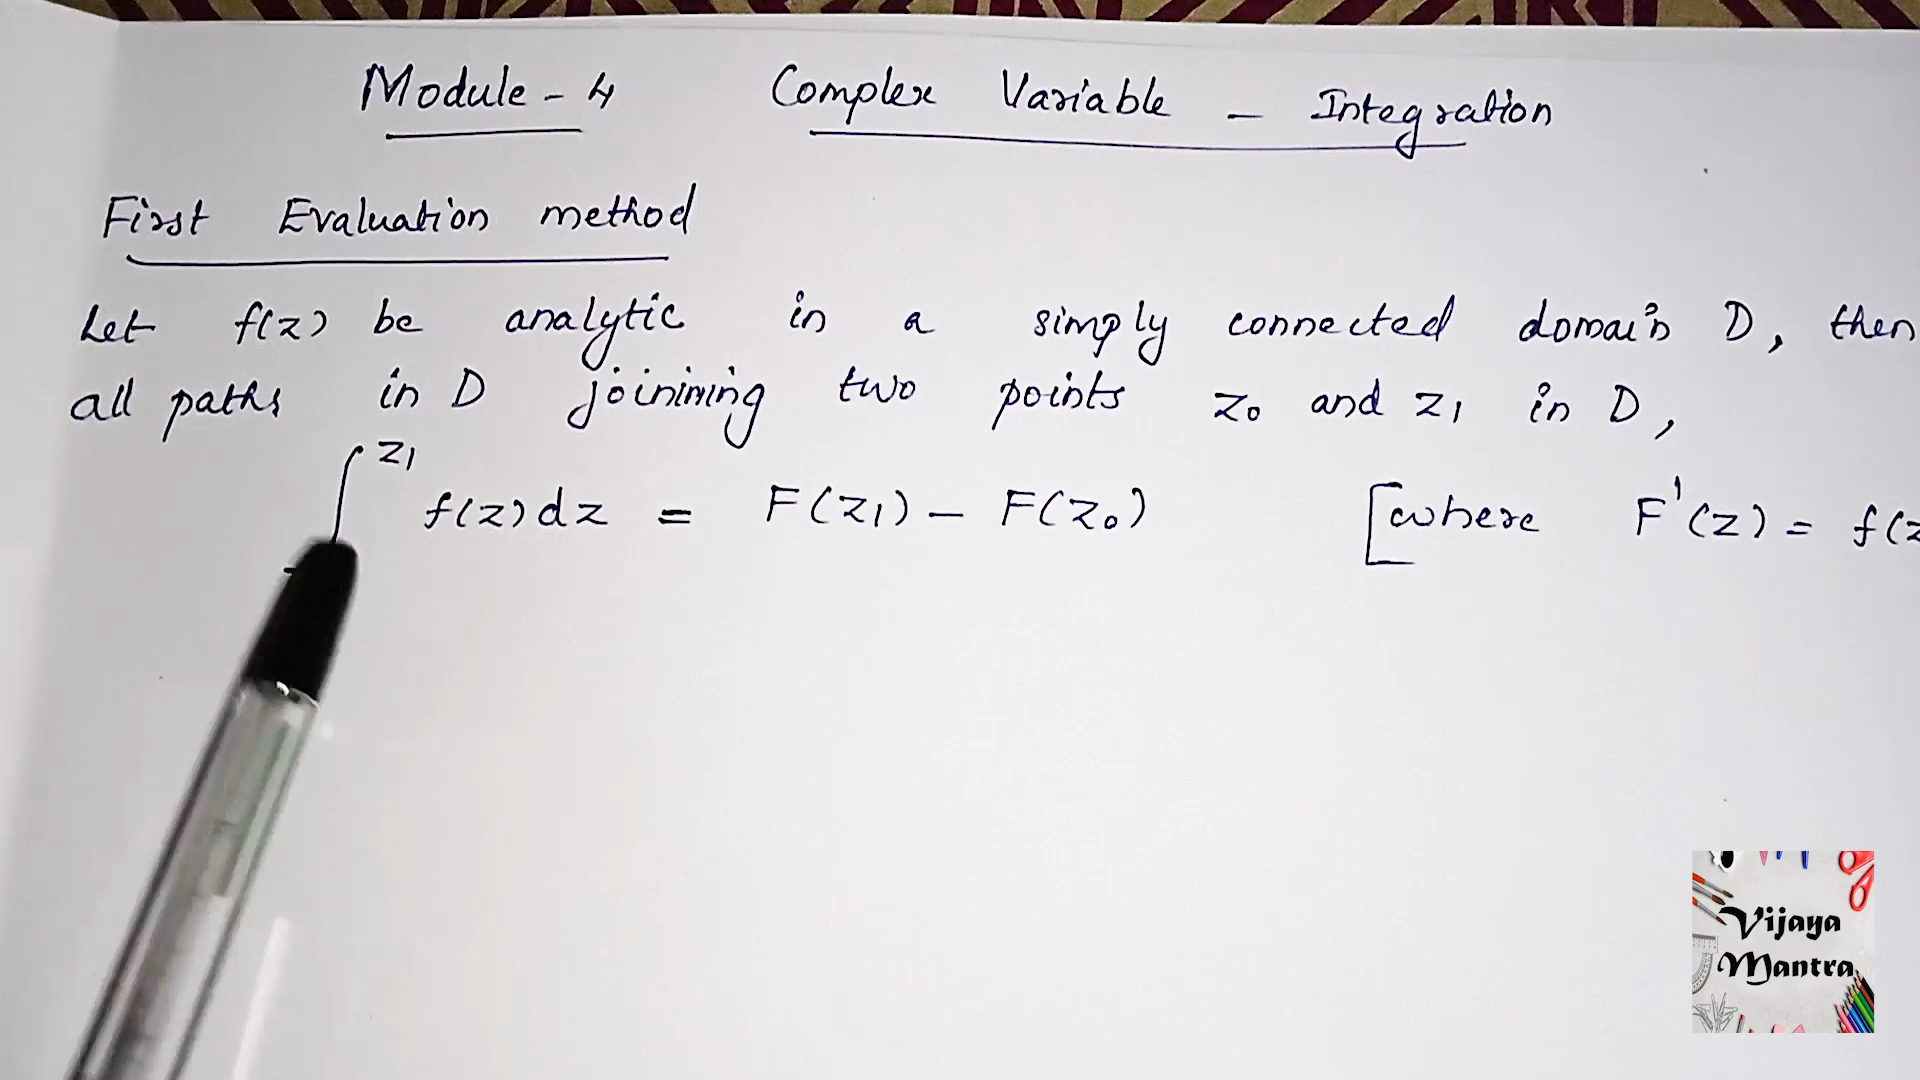 Module - 4 Complex Variable - Integration
First Evaluation method
Let f(z) be analytic in a simply connected domain D, then
all paths in D joinining two points z₀ and z₁ in D,
∫^z₁ f(z)dz = F(z₁) - F(z₀) [where F'(z) = f(z
Vijaya
Mantra